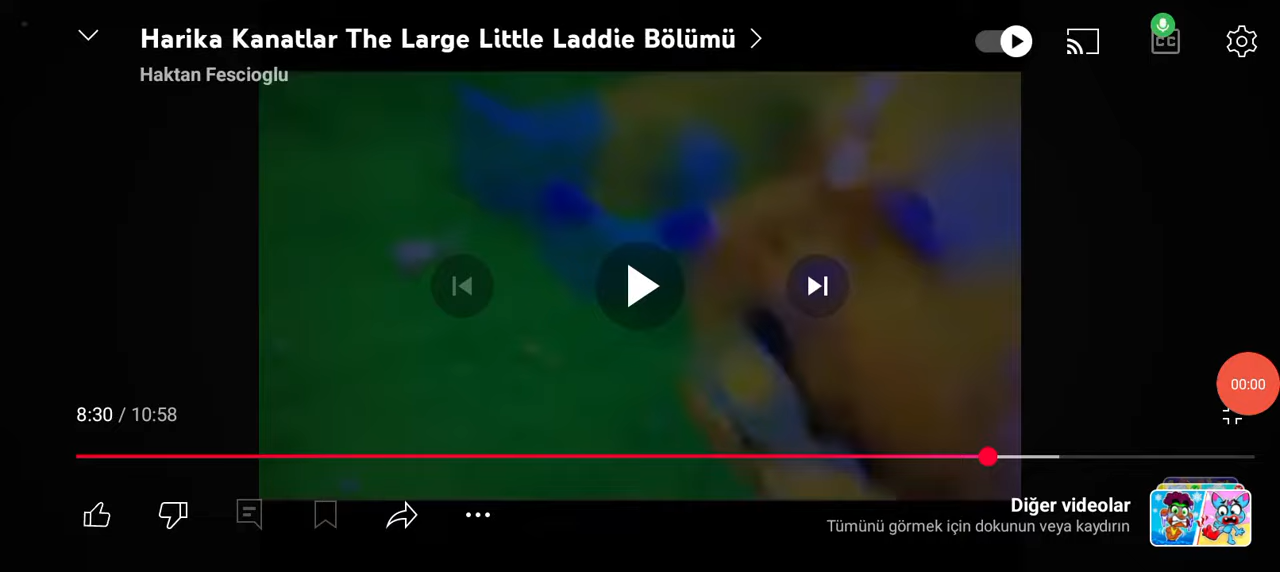 Harika Kanatlar The Large Little Laddie Bölümü
CC
Haktan Fescioglu
00:00
8:30 / 10:58
Diğer videolar
Tümünü görmek için dokunun veya kaydırın